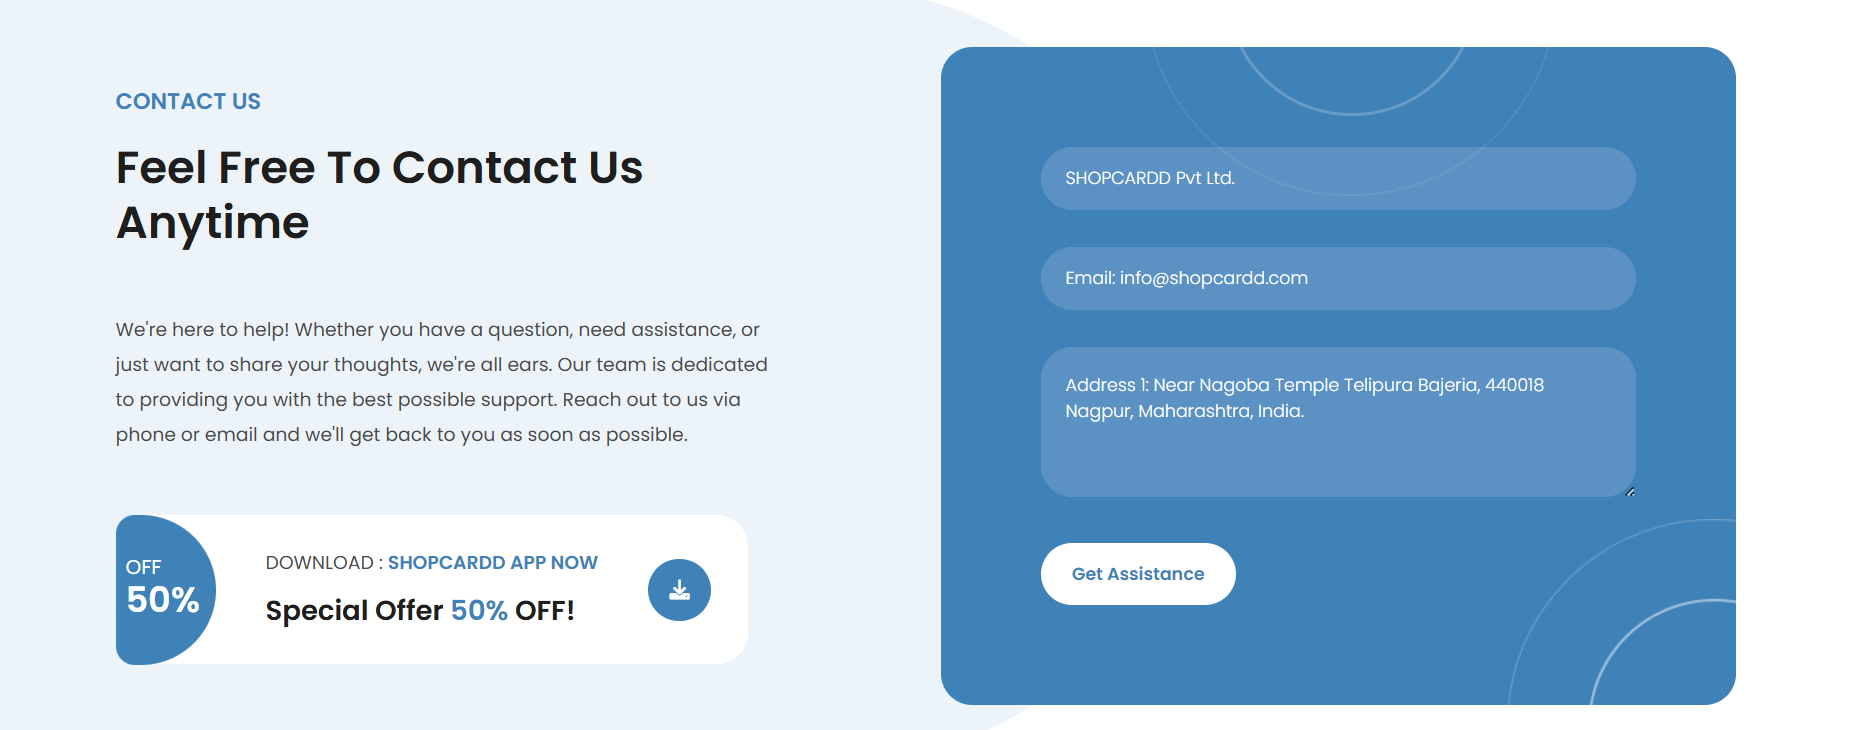 CONTACT US
Feel Free To Contact Us
Anytime
We're here to help! Whether you have a question, need assistance, or
just want to share your thoughts, we're all ears. Our team is dedicated
to providing you with the best possible support. Reach out to us via
phone or email and we'll get back to you as soon as possible.
OFF
50%
DOWNLOAD : SHOPCARDD APP NOW
Special Offer 50% OFF!
SHOPCARDD Pvt Ltd.
Email: info@shopcardd.com
Address 1: Near Nagoba Temple Telipura Bajeria, 440018
Nagpur, Maharashtra, India.
Get Assistance